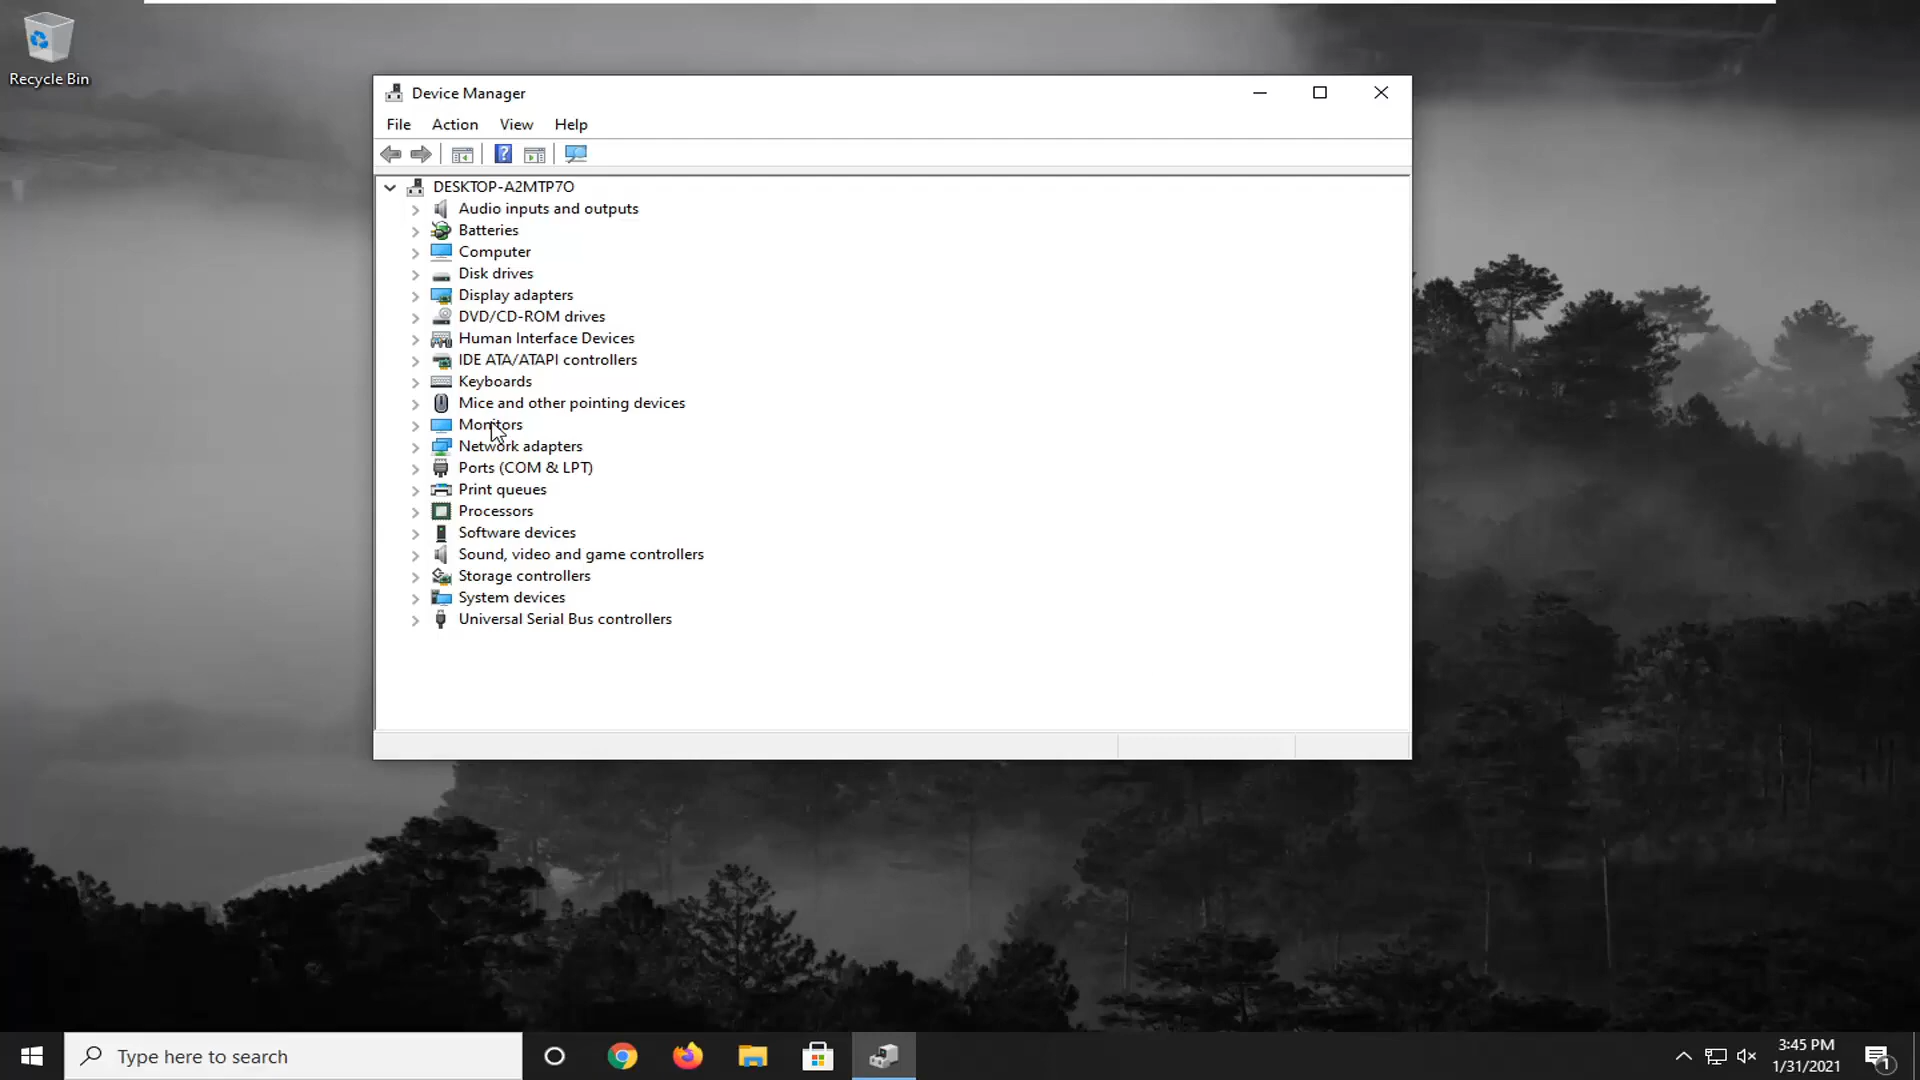 Recycle Bin
Device Manager
File Action View Help
DESKTOP-A2MTP7O
Audio inputs and outputs
Batteries
Computer
Disk drives
Display adapters
DVD/CD-ROM drives
Human Interface Devices
IDE ATA/ATAPI controllers
Keyboards
Mice and other pointing devices
Monitors
Network adapters
Ports (COM & LPT)
Print queues
Processors
Software devices
Sound, video and game controllers
Storage controllers
System devices
Universal Serial Bus controllers
Type here to search
3:45 PM
1/31/2021
1